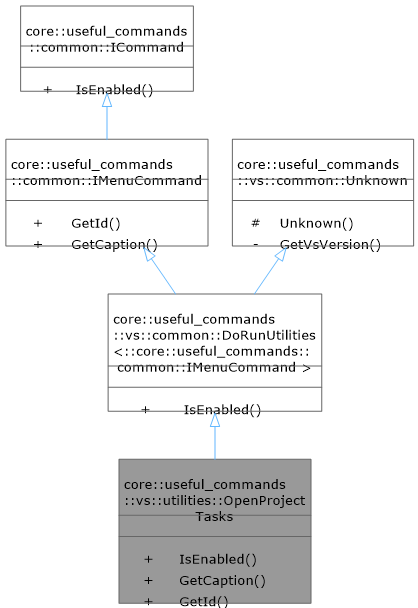 core::useful_commands
::common::ICommand
+ IsEnabled()
core::useful_commands
::common::IMenuCommand
+ GetId()
+ GetCaption()
core::useful_commands
::vs::common::Unknown
# Unknown()
- GetVsVersion()
core::useful_commands
::vs::common::DoRunUtilities
<::core::useful_commands::
common::IMenuCommand >
+ IsEnabled()
core::useful_commands
::vs::utilities::OpenProject
Tasks
+ IsEnabled()
+ GetCaption()
+ GetId()